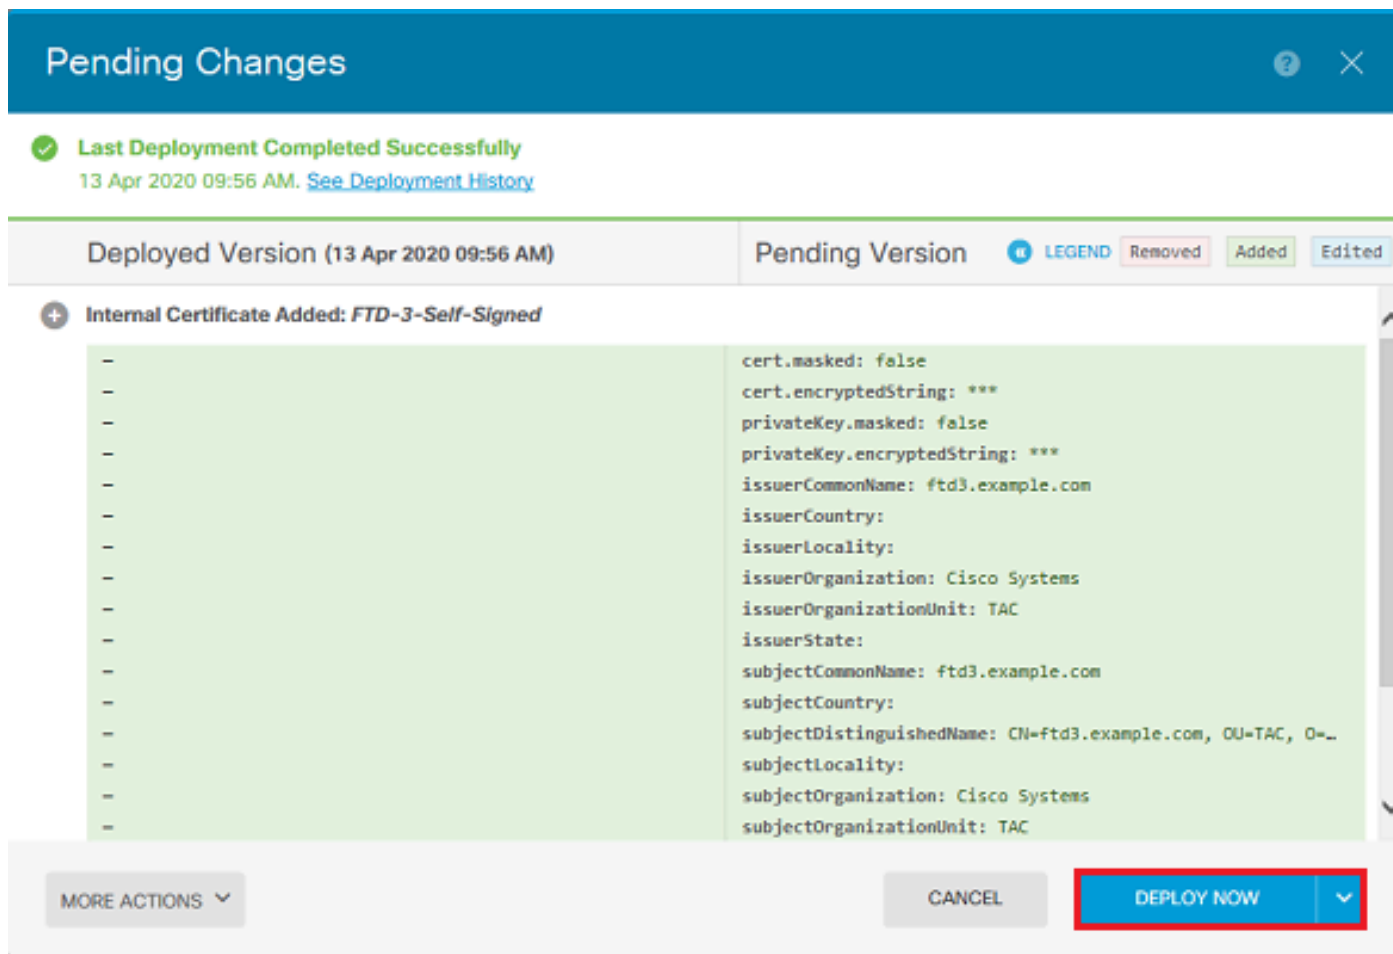 Pending Changes
Last Deployment Completed Successfully
13 Apr 2020 09:56 AM. See Deployment History
Deployed Version (13 Apr 2020 09:56 AM)
Pending Version LEGEND Removed Added Edited
Internal Certificate Added: FTD-3-Self-Signed
– cert.masked: false
– cert.encryptedString: ***
– privateKey.masked: false
– privateKey.encryptedString: ***
– issuerCommonName: ftd3.example.com
– issuerCountry:
– issuerLocality:
– issuerOrganization: Cisco Systems
– issuerOrganizationUnit: TAC
– issuerState:
– subjectCommonName: ftd3.example.com
– subjectCountry:
– subjectDistinguishedName: CN=ftd3.example.com, OU=TAC, O=…
– subjectLocality:
– subjectOrganization: Cisco Systems
– subjectOrganizationUnit: TAC
MORE ACTIONS
CANCEL
DEPLOY NOW